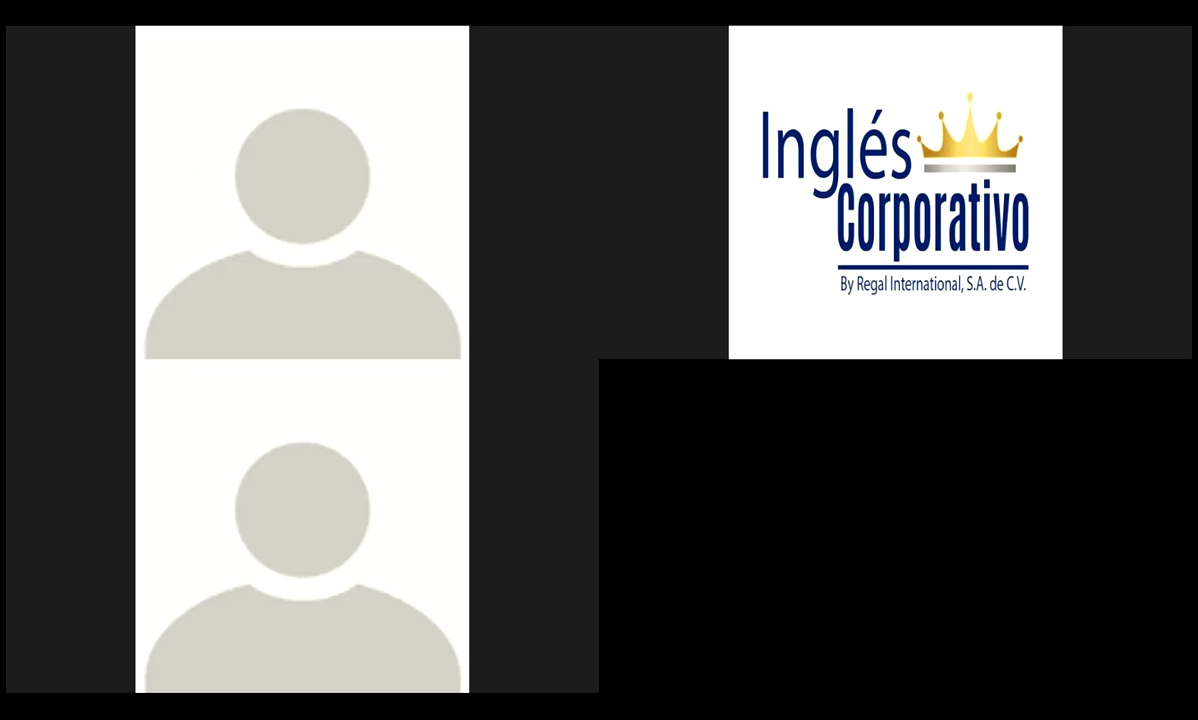 Inglés
Corporativo
By Regal International, S.A. de C.V.